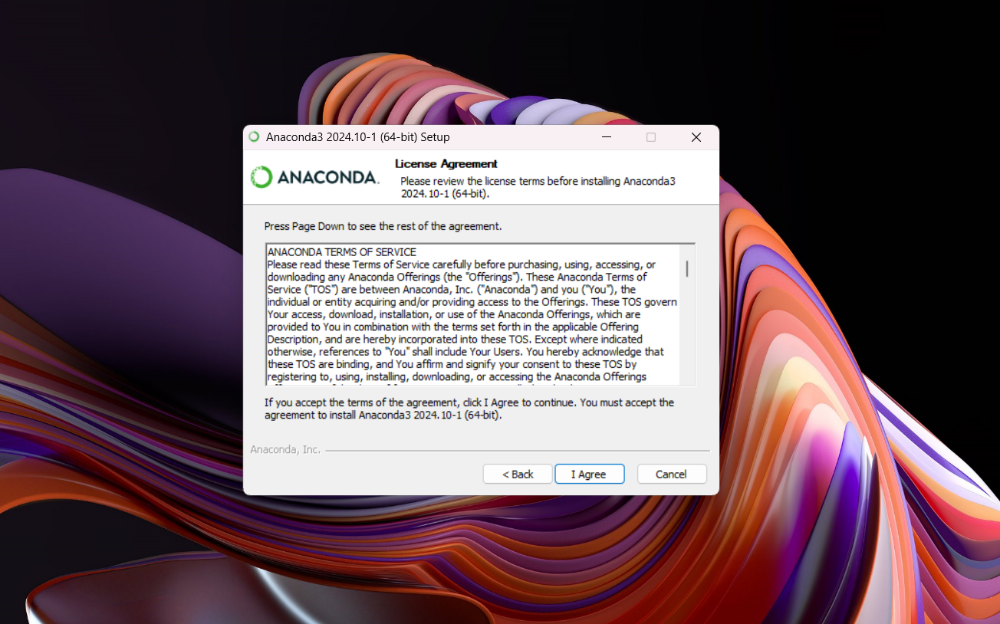 Anaconda3 2024.10-1 (64-bit) Setup
ANACONDA.
License Agreement
Please review the license terms before installing Anaconda3
2024.10-1 (64-bit).
Press Page Down to see the rest of the agreement.
ANACONDA TERMS OF SERVICE
Please read these Terms of Service carefully before purchasing, using, accessing, or
downloading any Anaconda Offerings (the "Offerings"). These Anaconda Terms of
Service ("TOS") are between Anaconda, Inc. ("Anaconda") and you ("You"), the
individual or entity acquiring and/or providing access to the Offerings. These TOS govern
Your access, download, installation, or use of the Anaconda Offerings, which are
provided to You in combination with the terms set forth in the applicable Offering
Description, and are hereby incorporated into these TOS. Except where indicated
otherwise, references to "You" shall include Your Users. You hereby acknowledge that
these TOS are binding, and You affirm and signify your consent to these TOS by
registering to, using, installing, downloading, or accessing the Anaconda Offerings
If you accept the terms of the agreement, click I Agree to continue. You must accept the
agreement to install Anaconda3 2024.10-1 (64-bit).
Anaconda, Inc.
< Back
I Agree
Cancel